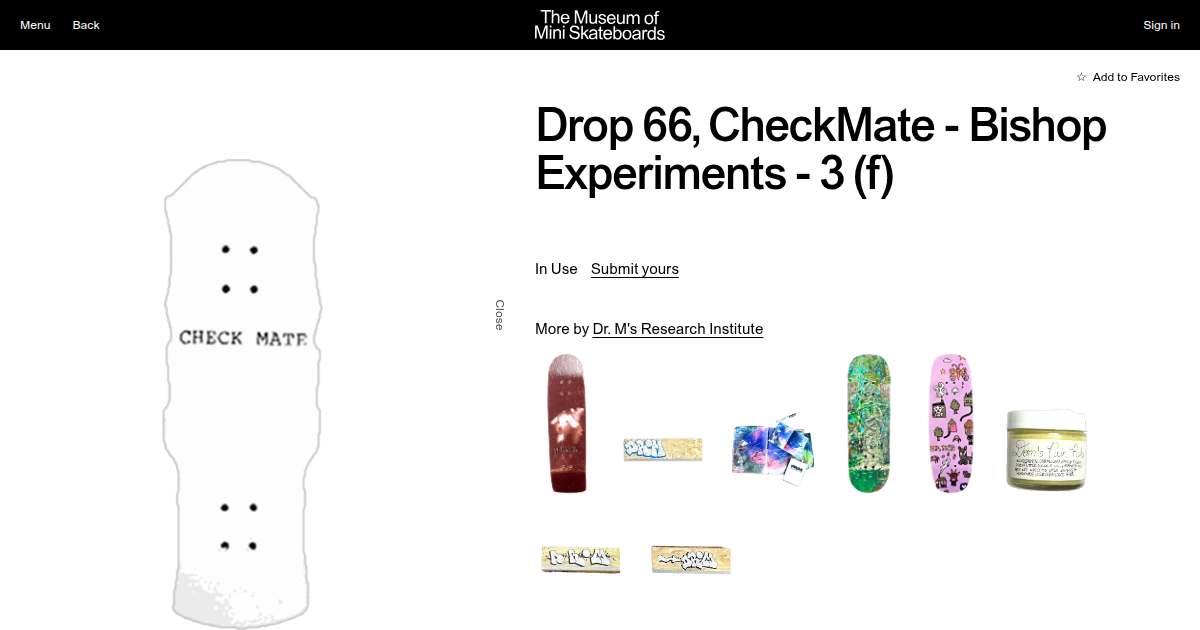 Menu
Back
The Museum of
Mini Skateboards
Sign in
☆ Add to Favorites
Drop 66, CheckMate - Bishop
Experiments - 3 (f)
CHECK MATE
In Use
Submit yours
Close
More by Dr. M's Research Institute